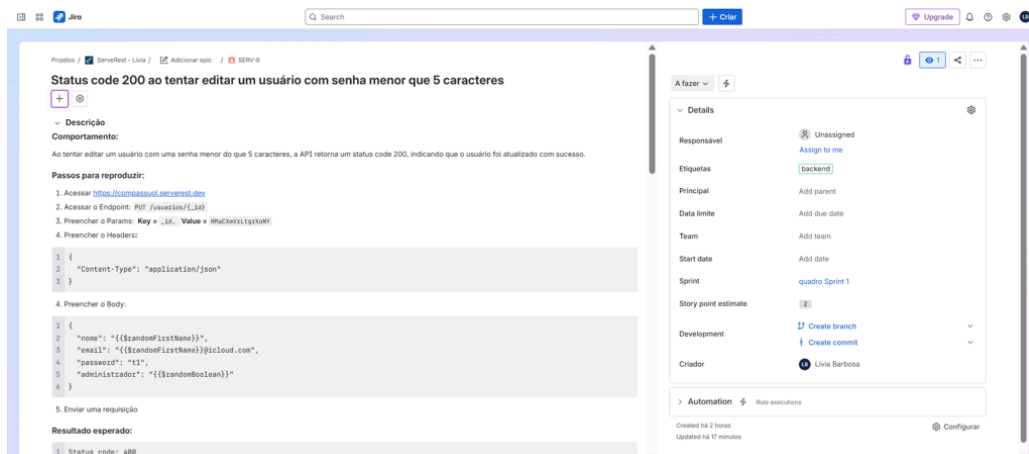 Jira
Search
+ Criar
Upgrade
LB
Projetos / ServeRest - Lívia / Adicionar epic / SERV-9
Status code 200 ao tentar editar um usuário com senha menor que 5 caracteres
Descrição
Comportamento:
Ao tentar editar um usuário com uma senha menor do que 5 caracteres, a API retorna um status code 200, indicando que o usuário foi atualizado com sucesso.
Passos para reproduzir:
1. Acessar https://compassuol.serverest.dev
2. Acessar o Endpoint: PUT /usuarios/{_id}
3. Preencher o Params: Key = _id, Value = HMaCXmVzLtgzXoNY
4. Preencher o Headers:
1 {
2 "Content-Type": "application/json"
3 }
4. Preencher o Body:
1 {
2 "nome": "{{$randomFirstName}}",
3 "email": "{{$randomFirstName}}@icloud.com",
4 "password": "t1",
5 "administrador": "{{$randomBoolean}}"
6 }
5. Enviar uma requisição
Resultado esperado:
1. Status code: 400
1
A fazer
Details
Responsável Unassigned
Assign to me
Etiquetas backend
Principal Add parent
Data limite Add due date
Team Add team
Start date Add date
Sprint quadro Sprint 1
Story point estimate 2
Development Create branch
Create commit
Criador LB Lívia Barbosa
Automation Rule executions
Created há 2 horas
Updated há 17 minutos
Configurar